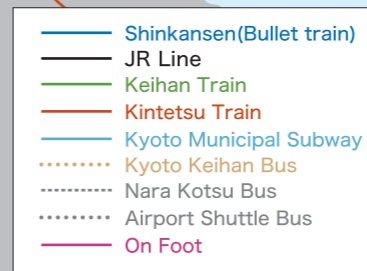 Shinkansen(Bullet train)
JR Line
Keihan Train
Kintetsu Train
Kyoto Municipal Subway
Kyoto Keihan Bus
Nara Kotsu Bus
Airport Shuttle Bus
On Foot